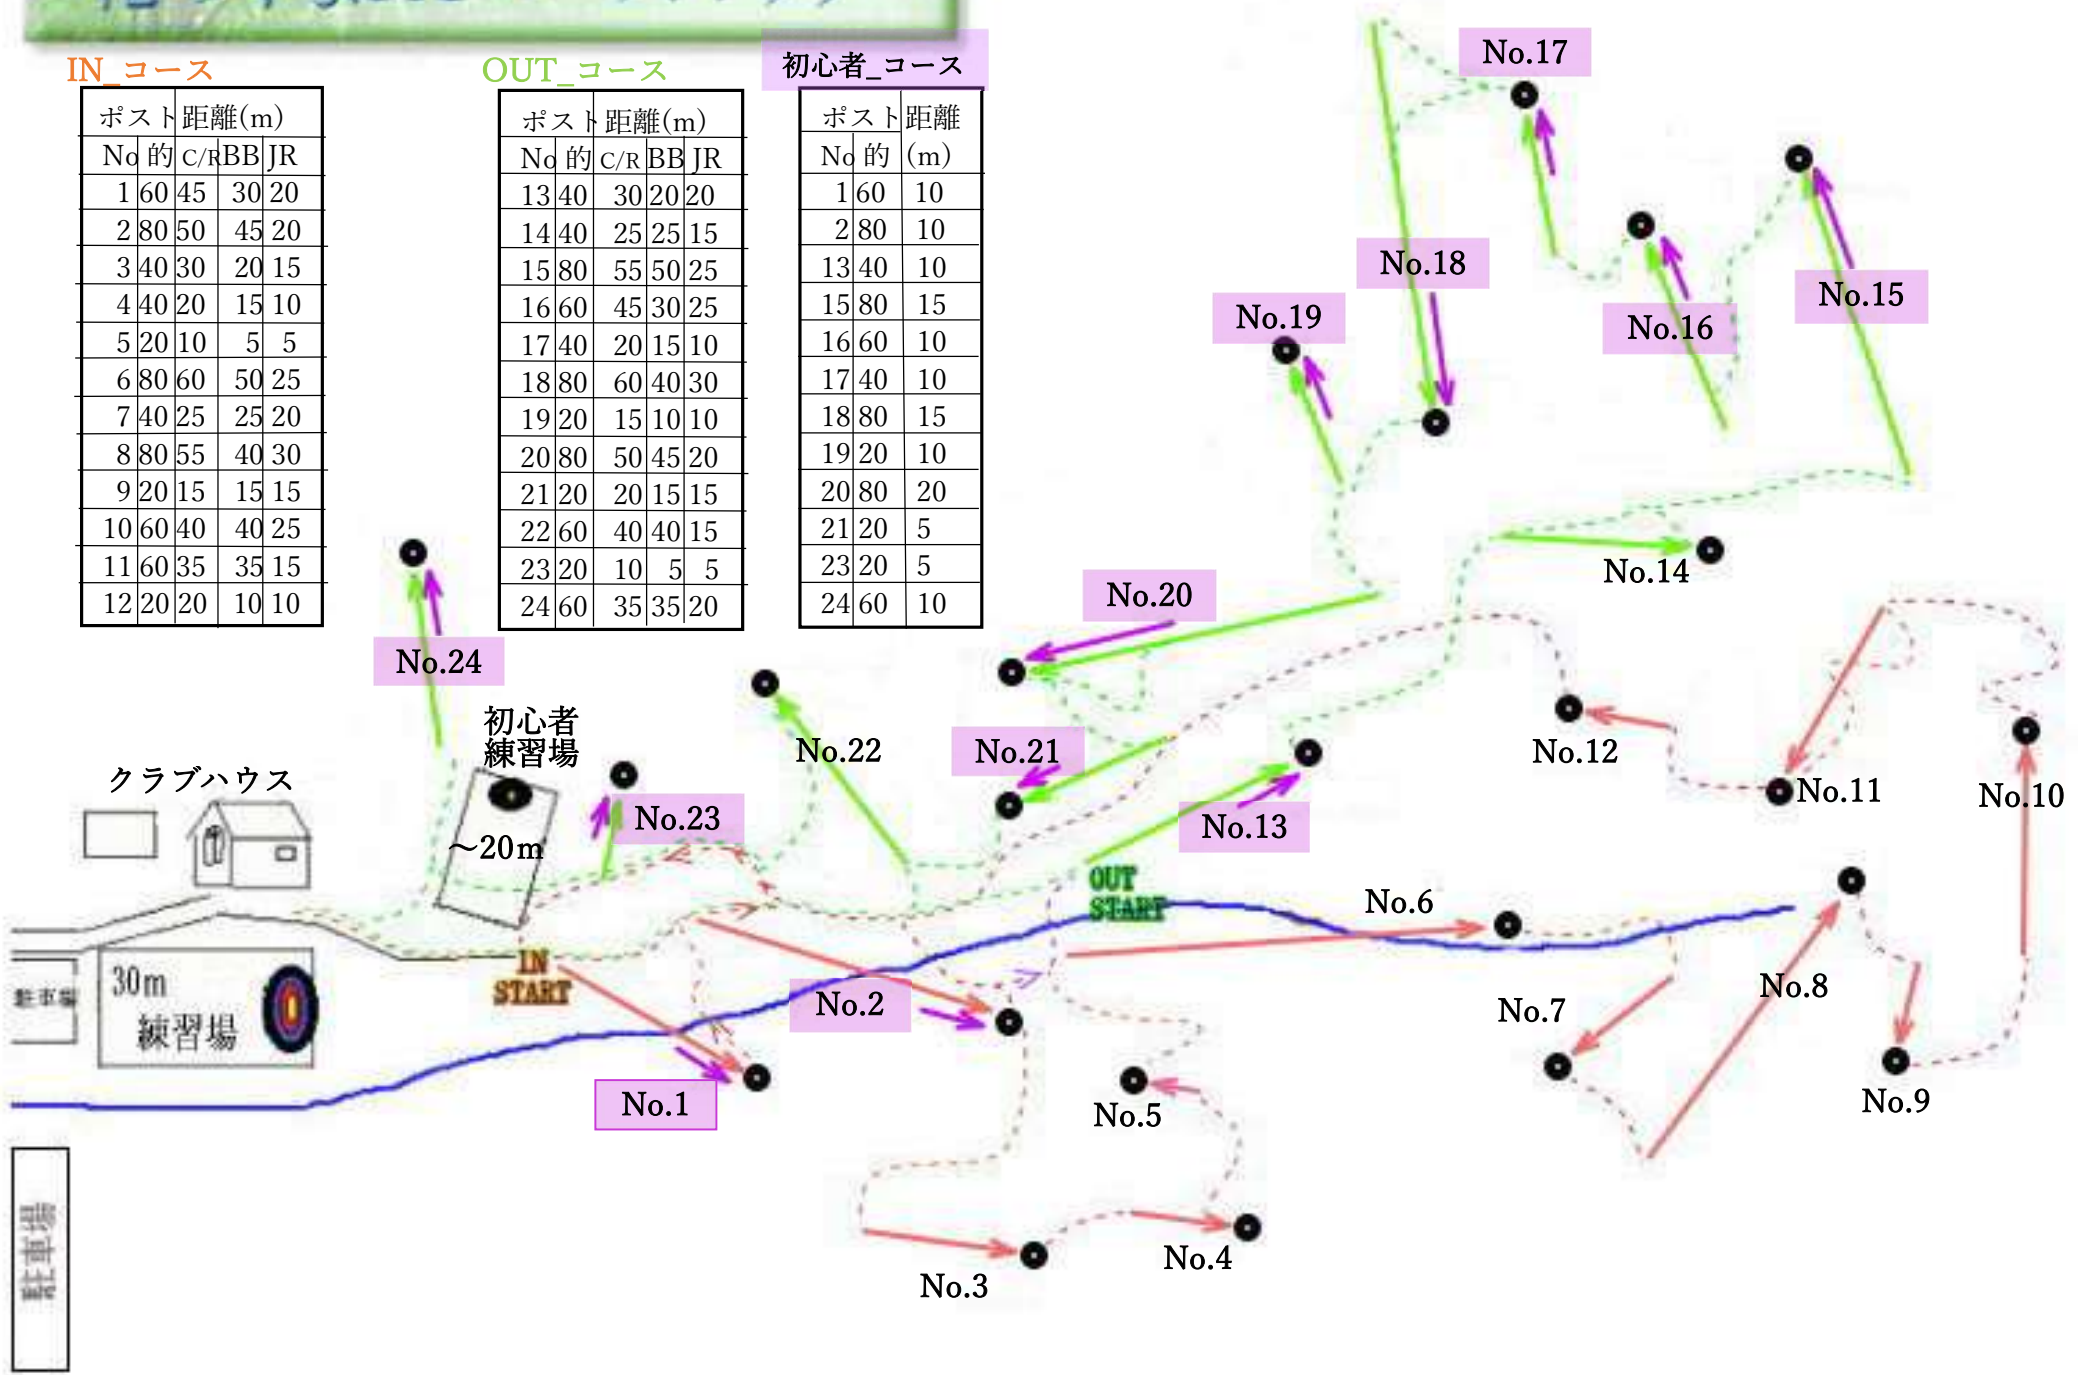 IN_コース
ポスト 距離(m)
No 的 C/R BB JR
1 60 45 30 20
2 80 50 45 20
3 40 30 20 15
4 40 20 15 10
5 20 10 5 5
6 80 60 50 25
7 40 25 25 20
8 80 55 40 30
9 20 15 15 15
10 60 40 40 25
11 60 35 35 15
12 20 20 10 10
OUT_コース
ポスト 距離(m)
No 的 C/R BB JR
13 40 30 20 20
14 40 25 25 15
15 80 55 50 25
16 60 45 30 25
17 40 20 15 10
18 80 60 40 30
19 20 15 10 10
20 80 50 45 20
21 20 20 15 15
22 60 40 40 15
23 20 10 5 5
24 60 35 35 20
初心者_コース
ポスト 距離
No 的 (m)
1 60 10
2 80 10
13 40 10
15 80 15
16 60 10
17 40 10
18 80 15
19 20 10
20 80 20
21 20 5
23 20 5
24 60 10
No.17
No.18
No.15
No.19
No.16
No.14
No.20
No.24
初心者
練習場
No.22
No.21
No.12
クラブハウス
No.11
No.10
No.23
～20m
No.13
OUT
START
No.6
IN
START
30m
練習場
No.2
No.8
No.7
No.1
No.5
No.9
No.4
No.3
駐車場